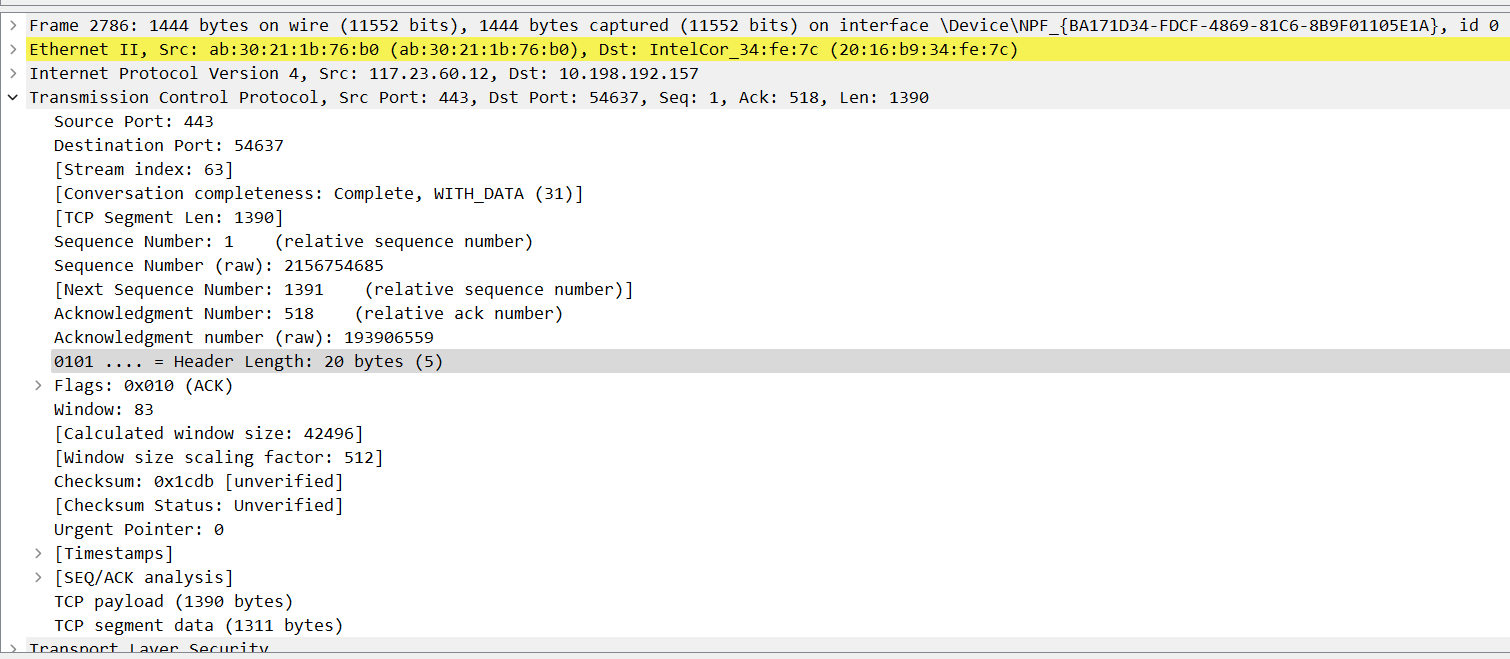 Frame 2786: 1444 bytes on wire (11552 bits), 1444 bytes captured (11552 bits) on interface \Device\NPF_{BA171D34-FDCF-4869-81C6-8B9F01105E1A}, id 0
Ethernet II, Src: ab:30:21:1b:76:b0 (ab:30:21:1b:76:b0), Dst: IntelCor_34:fe:7c (20:16:b9:34:fe:7c)
Internet Protocol Version 4, Src: 117.23.60.12, Dst: 10.198.192.157
Transmission Control Protocol, Src Port: 443, Dst Port: 54637, Seq: 1, Ack: 518, Len: 1390
Source Port: 443
Destination Port: 54637
[Stream index: 63]
[Conversation completeness: Complete, WITH_DATA (31)]
[TCP Segment Len: 1390]
Sequence Number: 1    (relative sequence number)
Sequence Number (raw): 2156754685
[Next Sequence Number: 1391    (relative sequence number)]
Acknowledgment Number: 518    (relative ack number)
Acknowledgment number (raw): 193906559
0101 .... = Header Length: 20 bytes (5)
Flags: 0x010 (ACK)
Window: 83
[Calculated window size: 42496]
[Window size scaling factor: 512]
Checksum: 0x1cdb [unverified]
[Checksum Status: Unverified]
Urgent Pointer: 0
[Timestamps]
[SEQ/ACK analysis]
TCP payload (1390 bytes)
TCP segment data (1311 bytes)
Transport Layer Security